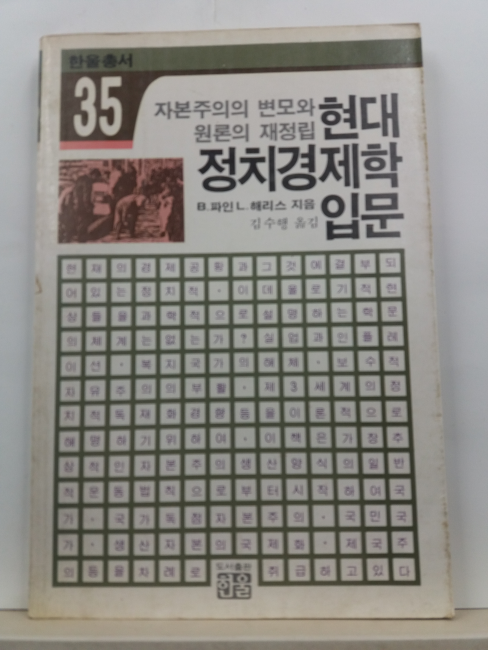 한울총서
35
자본주의의 변모와
원론의 재정립
현대
정치경제학
입문
B.파인 L.해리스 지음
김수행 옮김
현재의경제공황과그것에결부되
어있는정치적·이데올로기적현
상들을과학적으로설명하는학문
의체계는없는가?실업과인플레
이션·복지국가의해체·보수적
자유주의의부활·제3세계의정
치적독재화경향등을이론적으로
해명하기위하여·이책은가장추
상적인자본주의생산양식의일반
적운동법칙으로부터시작하여국
기·국가독점자본주의·국민국
가·생산자본의국제화·제국주
의등을차례로 취급하고있다
도서출판
한울